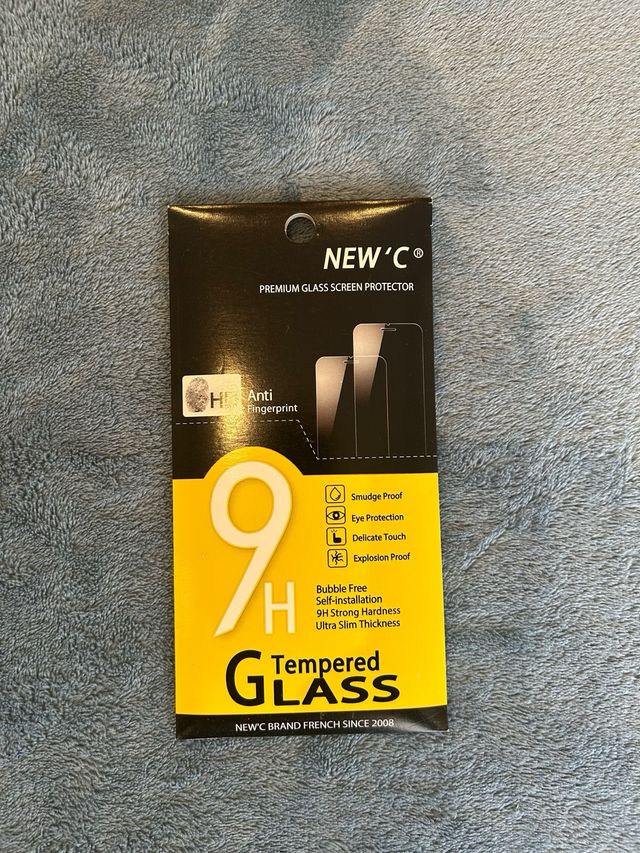 NEW 'C ®
PREMIUM GLASS SCREEN PROTECTOR
Anti
Fingerprint
9H
Smudge Proof
Eye Protection
Delicate Touch
Explosion Proof
Bubble Free
Self-installation
9H Strong Hardness
Ultra Slim Thickness
Tempered
GLASS
NEW'C BRAND FRENCH SINCE 2008